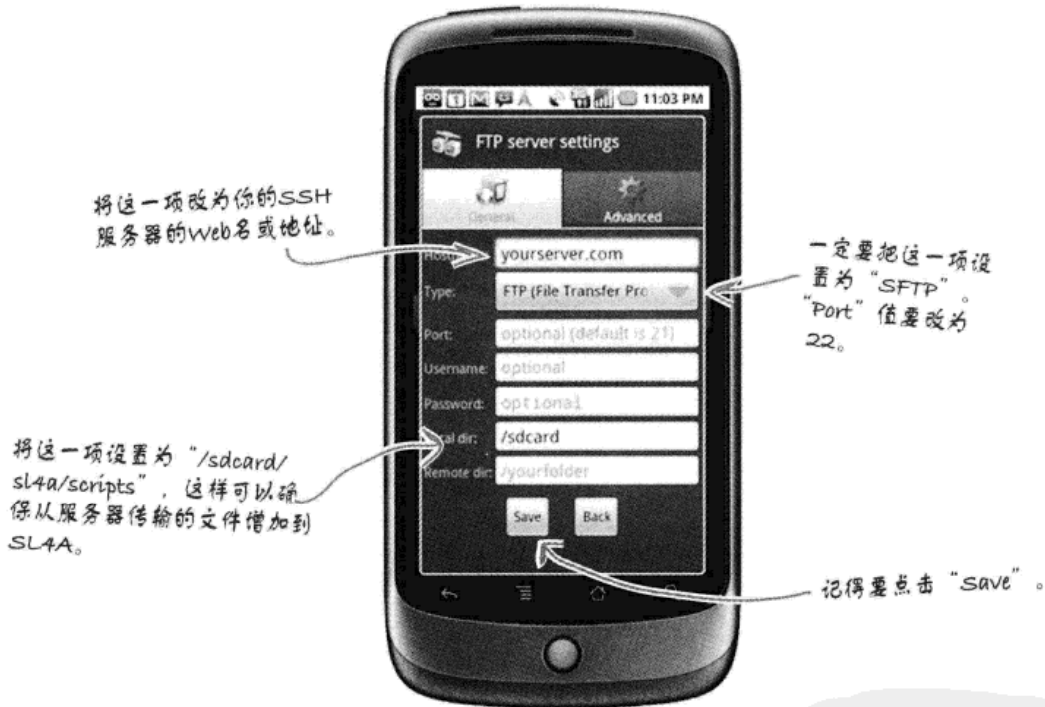 11:03 PM
FTP server settings
General
Advanced
将这一项改为你的SSH
服务器的Web名或地址。
Host:
yourserver.com
Type:
FTP (File Transfer Pro
一定要把这一项设
置为“SFTP”。
“Port”值要改为
22。
Port:
optional (default is 21)
Username:
optional
Password:
optional
将这一项设置为“/sdcard/
sl4a/scripts”，这样可以确
保从服务器传输的文件增加到
SL4A。
cal dir:
/sdcard
Remote dir:
/yourfolder
Save
Back
记得要点击“Save”。